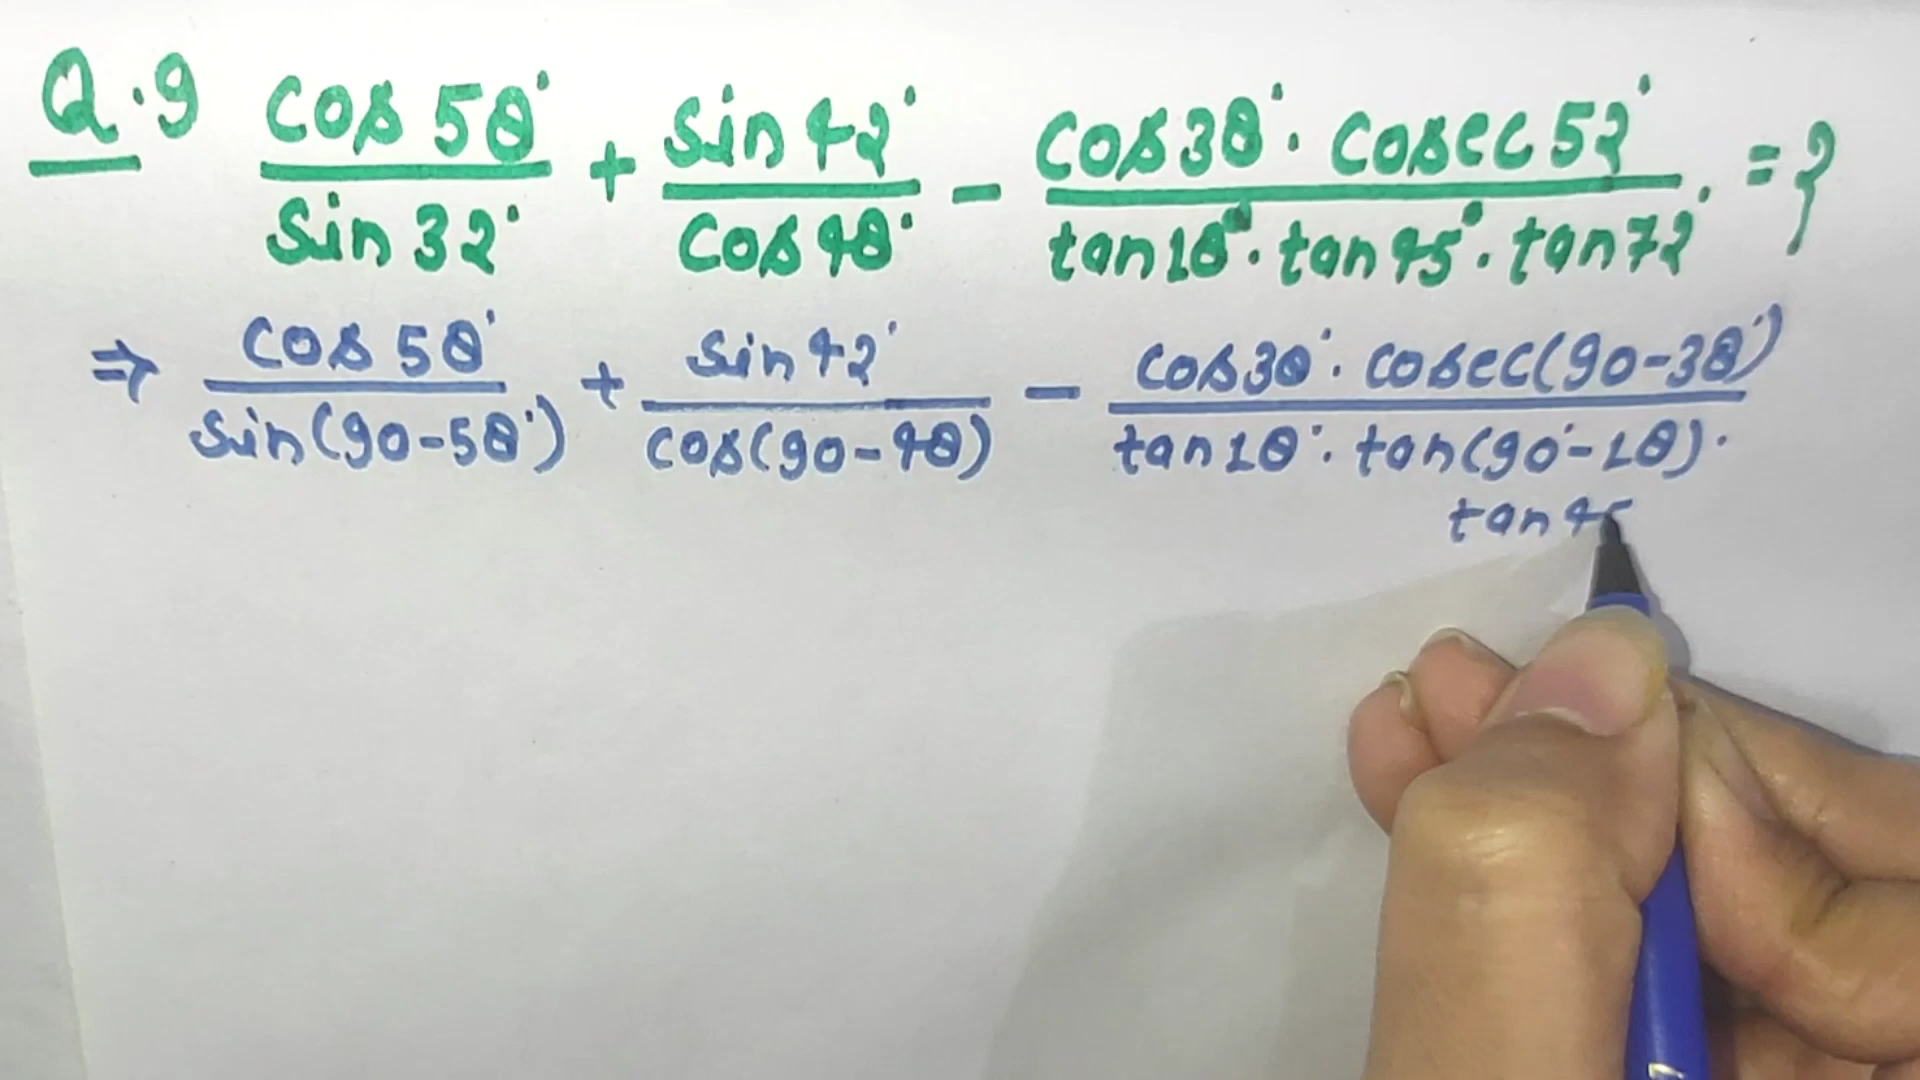 Q.9 cos 58° / sin 32° + sin 42° / cos 48° - cos 38° · cosec 52° / tan 18° · tan 45° · tan 72° = ?
⇒ cos 58° / sin(90-58°) + sin 42° / cos(90-48) - cos 38° · cosec(90-38°) / tan 18° · tan(90°-18) ·
tan 45